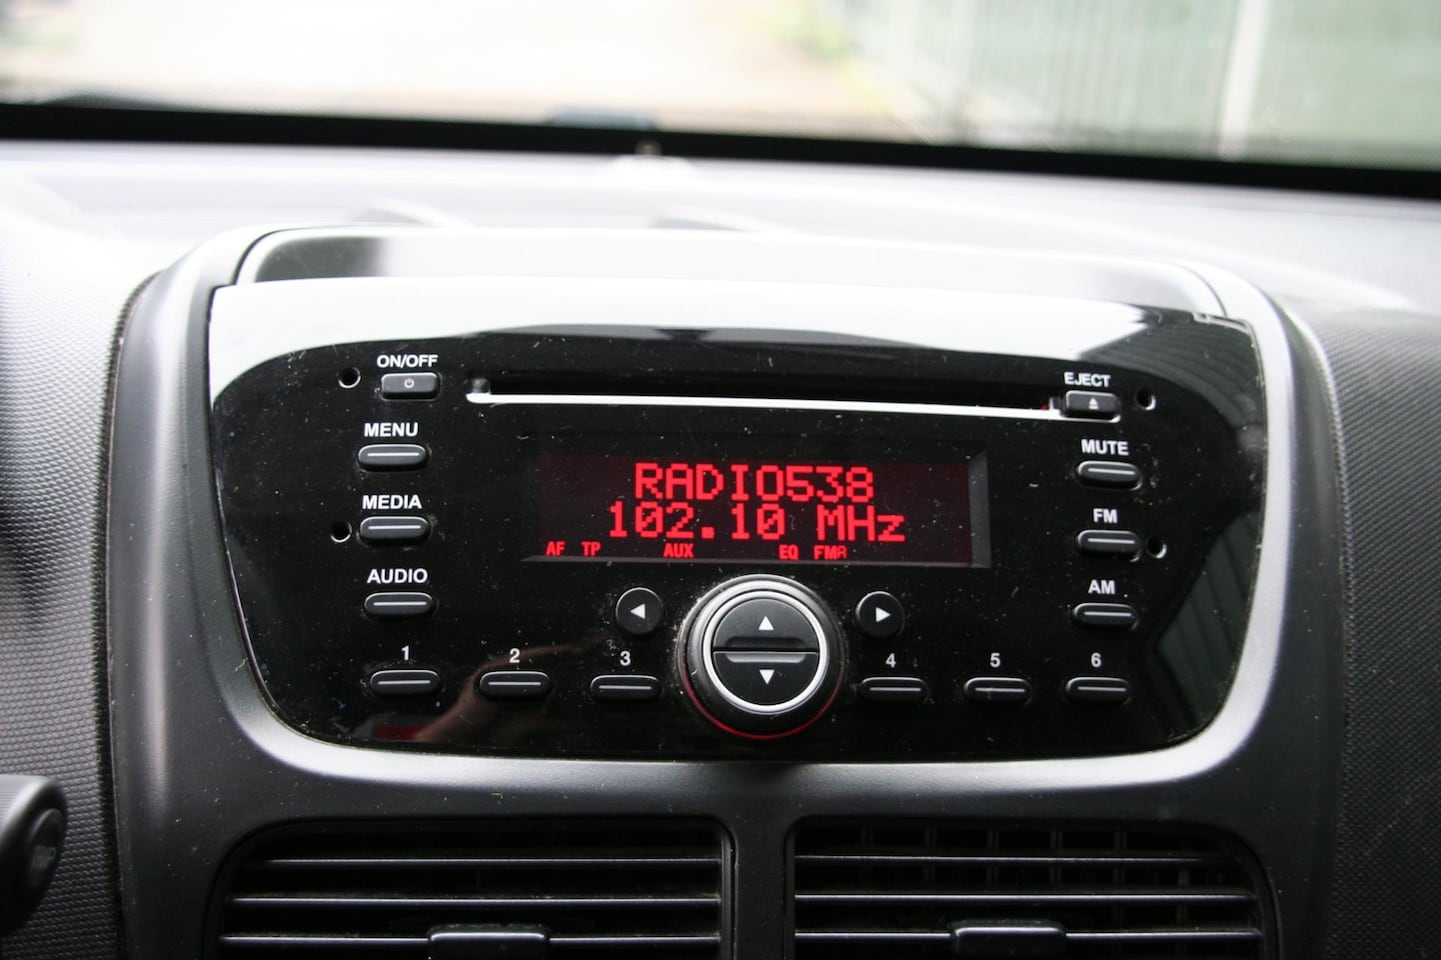 ON/OFF
EJECT
MENU
MUTE
RADIO538
MEDIA
102.10 MHz
FM
AF TP AUX EQ FM
AUDIO
AM
1 2 3 4 5 6